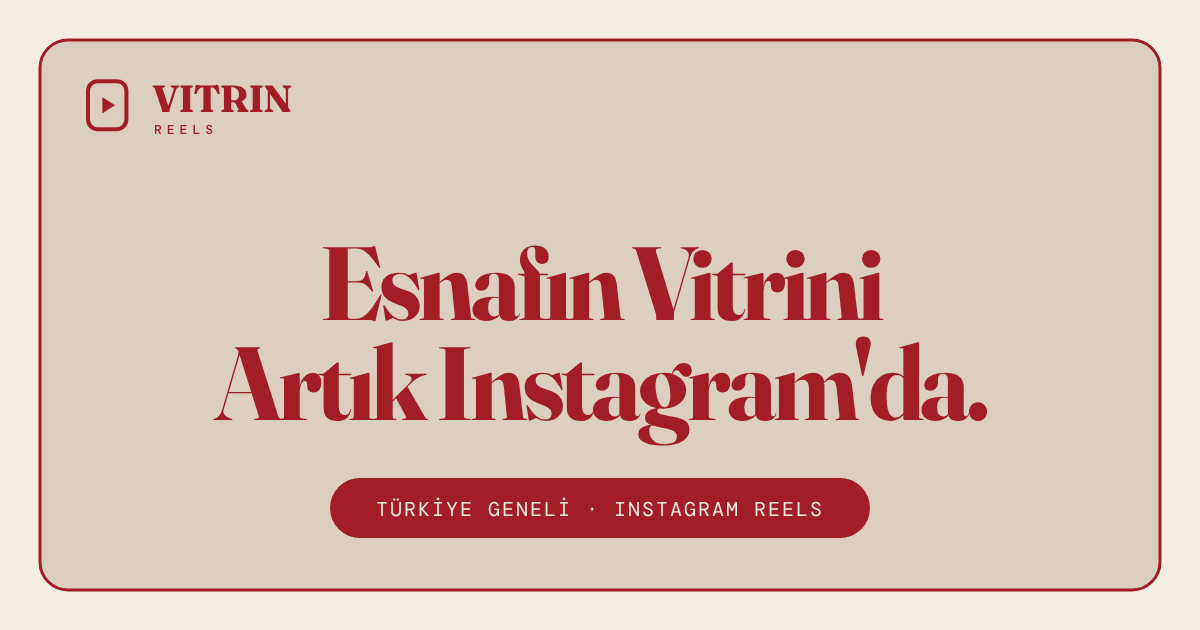 VITRIN
REELS
Esnafın Vitrini
Artık Instagram'da.
TÜRKİYE GENELİ · INSTAGRAM REELS